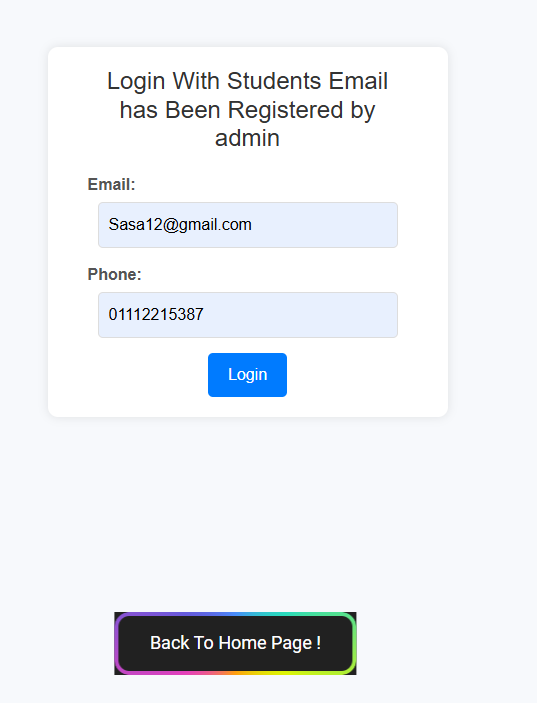 Login With Students Email
has Been Registered by
admin
Email:
Sasa12@gmail.com
Phone:
01112215387
Login
Back To Home Page !